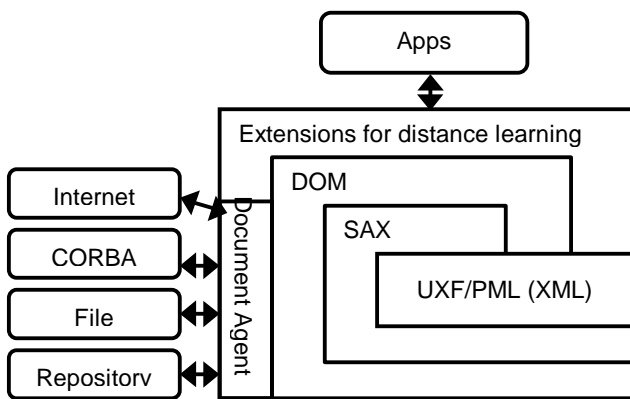 Apps
Extensions for distance learning
DOM
Internet
SAX
Document Agent
CORBA
UXF/PML (XML)
File
Repository